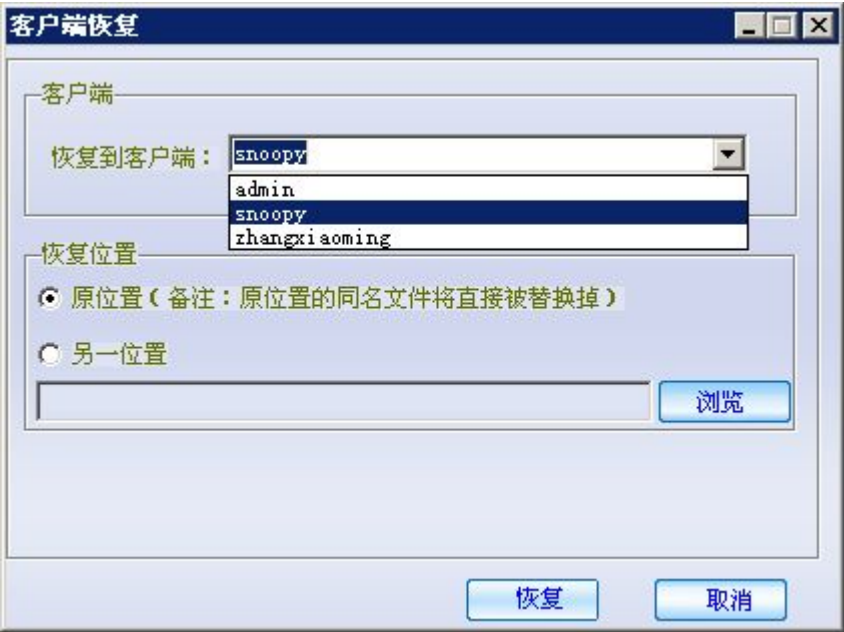 客户端恢复
客户端
恢复到客户端：
snoopy
admin
snoopy
zhangxiaoming
恢复位置
原位置（备注：原位置的同名文件将直接被替换掉）
另一位置
浏览
恢复
取消